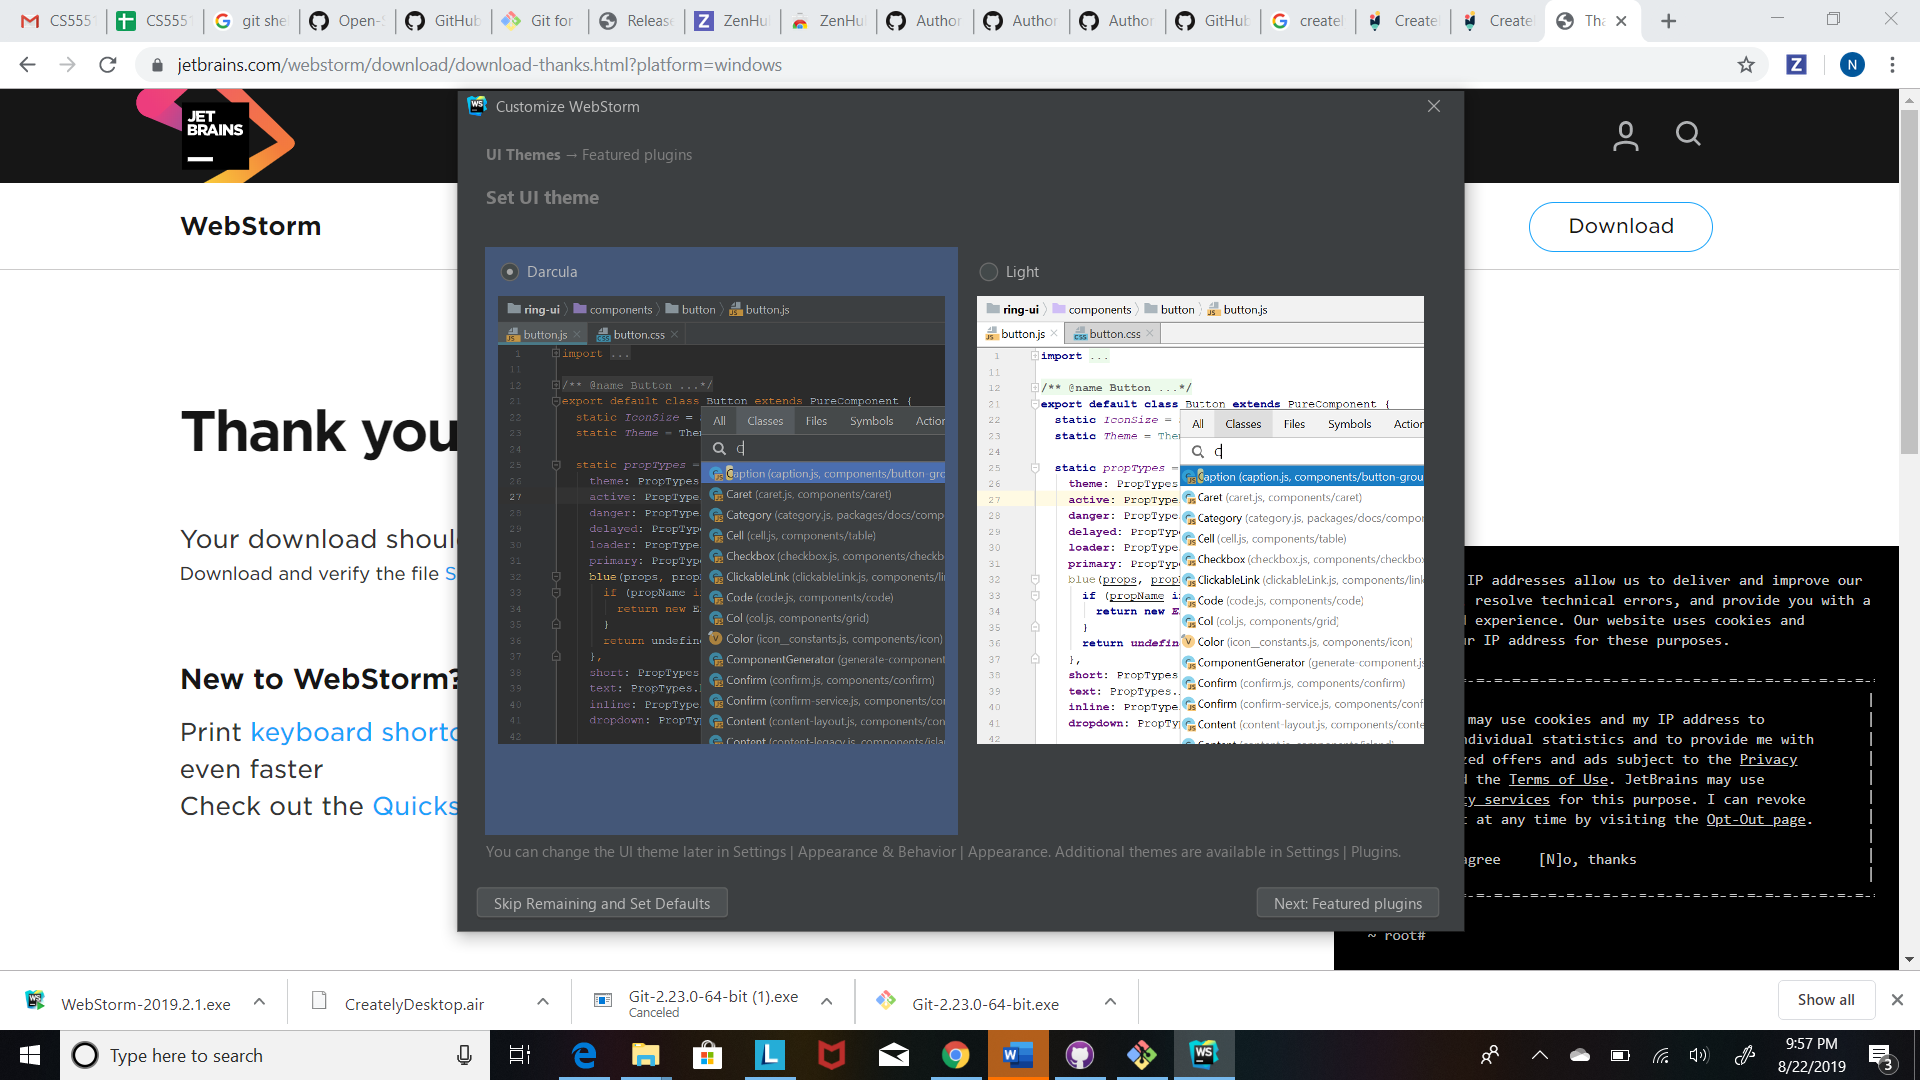 CS5551
CS5551
git she
Open-S
GitHub
Git for
Release
ZenHu
ZenHu
Author
Author
Author
GitHub
createl
Create
Create
Tha
jetbrains.com/webstorm/download/download-thanks.html?platform=windows
Z
N
JET
BRAINS
WebStorm
Download
Thank you
Your download shoul
Download and verify the file S
New to WebStorm?
Print keyboard shortc
even faster
Check out the Quicks
WS
Customize WebStorm
UI Themes → Featured plugins
Set UI theme
Darcula
ring-ui
components
button
button.js
button.js
button.css
1 import ...
11
12 /** @name Button ...*/
21 export default class Button extends PureComponent {
22 static IconSize =
23 static Theme = Them
24
25 static propTypes =
26 theme: PropTypes
27 active: PropType
28 danger: PropType
29 delayed: PropTyp
30 loader: PropType
31 primary: PropTyp
32 blue(props, prop
33 if (propName i
34 return new E
35 }
36 return undefin
37 },
38 short: PropTypes
39 text: PropTypes.
40 inline: PropType
41 dropdown: PropTy
42
All Classes Files Symbols Action
C
Caption (caption.js, components/button-gro
Caret (caret.js, components/caret)
Category (category.js, packages/docs/comp
Cell (cell.js, components/table)
Checkbox (checkbox.js, components/checkb
ClickableLink (clickableLink.js, components/li
Code (code.js, components/code)
Col (col.js, components/grid)
Color (icon__constants.js, components/icon)
ComponentGenerator (generate-component
Confirm (confirm.js, components/confirm)
Confirm (confirm-service.js, components/con
Content (content-layout.js, components/con
Content (content-legacy.js, components/isla
Light
ring-ui
components
button
button.js
button.js
button.css
1 import ...
11
12 /** @name Button ...*/
21 export default class Button extends PureComponent {
22 static IconSize =
23 static Theme = Them
24
25 static propTypes =
26 theme: PropTypes
27 active: PropType
28 danger: PropType
29 delayed: PropTyp
30 loader: PropType
31 primary: PropTyp
32 blue(props, prop
33 if (propName i
34 return new E
35 }
36 return undefin
37 },
38 short: PropTypes
39 text: PropTypes.
40 inline: PropType
41 dropdown: PropTy
42
All Classes Files Symbols Action
C
Caption (caption.js, components/button-grou
Caret (caret.js, components/caret)
Category (category.js, packages/docs/compor
Cell (cell.js, components/table)
Checkbox (checkbox.js, components/checkbo
ClickableLink (clickableLink.js, components/link
Code (code.js, components/code)
Col (col.js, components/grid)
Color (icon__constants.js, components/icon)
ComponentGenerator (generate-component.js
Confirm (confirm.js, components/confirm)
Confirm (confirm-service.js, components/conf
Content (content-layout.js, components/conte
You can change the UI theme later in Settings | Appearance & Behavior | Appearance. Additional themes are available in Settings | Plugins.
Skip Remaining and Set Defaults
Next: Featured plugins
IP addresses allow us to deliver and improve our
resolve technical errors, and provide you with a
experience. Our website uses cookies and
r IP address for these purposes.
may use cookies and my IP address to
ndividual statistics and to provide me with
ed offers and ads subject to the Privacy
d the Terms of Use. JetBrains may use
y services for this purpose. I can revoke
t at any time by visiting the Opt-Out page.
gree [N]o, thanks
~ root#
WebStorm-2019.2.1.exe
CreatelyDesktop.air
Git-2.23.0-64-bit (1).exe
Canceled
Git-2.23.0-64-bit.exe
Show all
Type here to search
L
W
WS
9:57 PM
8/22/2019
3